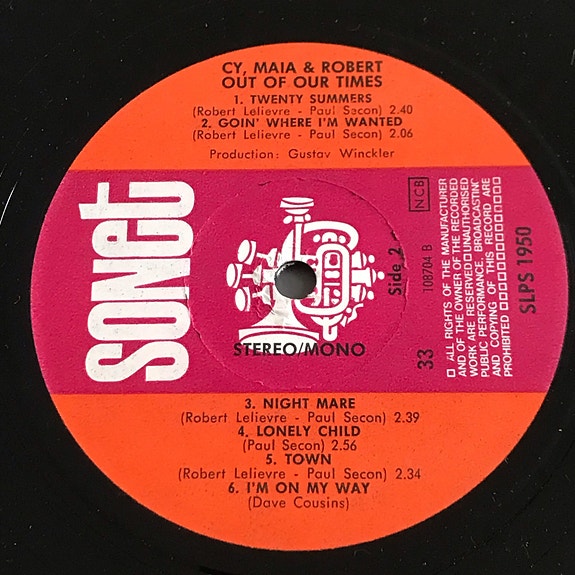 CY, MAIA & ROBERT
OUT OF OUR TIMES
1. TWENTY SUMMERS
(Robert Lelievre - Paul Secon) 2.40
2. GOIN' WHERE I'M WANTED
(Robert Lelievre - Paul Secon) 2.06
Production: Gustav Winckler
SONET
STEREO/MONO
Side 2
NCB
108704 B
33
□ ALL RIGHTS OF THE MANUFACTURER
AND OF THE OWNER OF THE RECORDED
WORK ARE RESERVED □ UNAUTHORISED
PUBLIC PERFORMANCE, BROADCASTING
AND COPYING OF THIS RECORD ARE
PROHIBITED □□□□□□□□□□□□□
SLPS 1950
3. NIGHT MARE
(Robert Lelievre - Paul Secon) 2.39
4. LONELY CHILD
(Paul Secon) 2.56
5. TOWN
(Robert Lelievre - Paul Secon) 2.34
6. I'M ON MY WAY
(Dave Cousins)